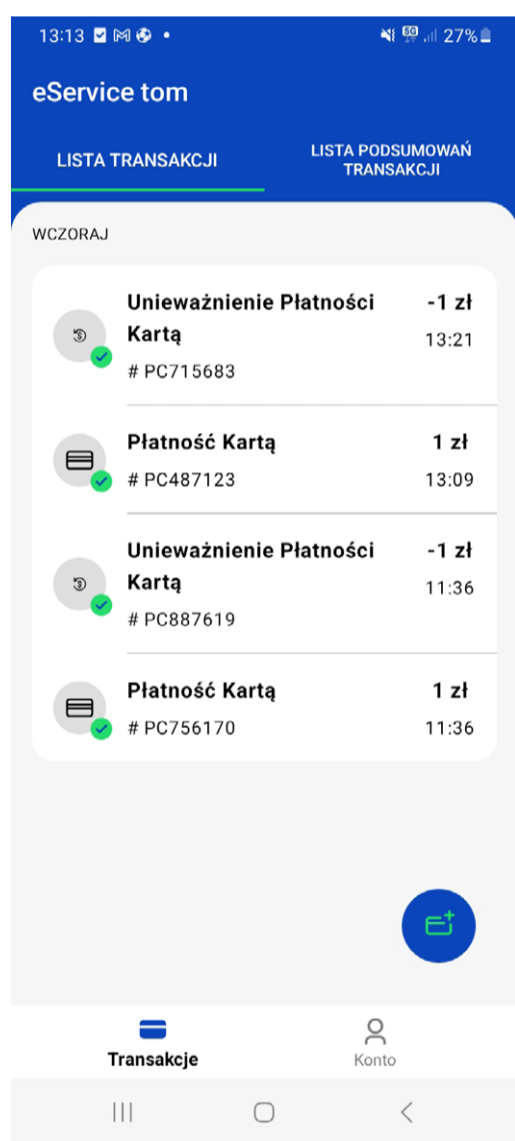 13:13
5G 27%
eService tom
LISTA TRANSAKCJI
LISTA PODSUMOWAŃ
TRANSAKCJI
WCZORAJ
Unieważnienie Płatności -1 zł
Kartą 13:21
# PC715683
Płatność Kartą 1 zł
# PC487123 13:09
Unieważnienie Płatności -1 zł
Kartą 11:36
# PC887619
Płatność Kartą 1 zł
# PC756170 11:36
Transakcje Konto